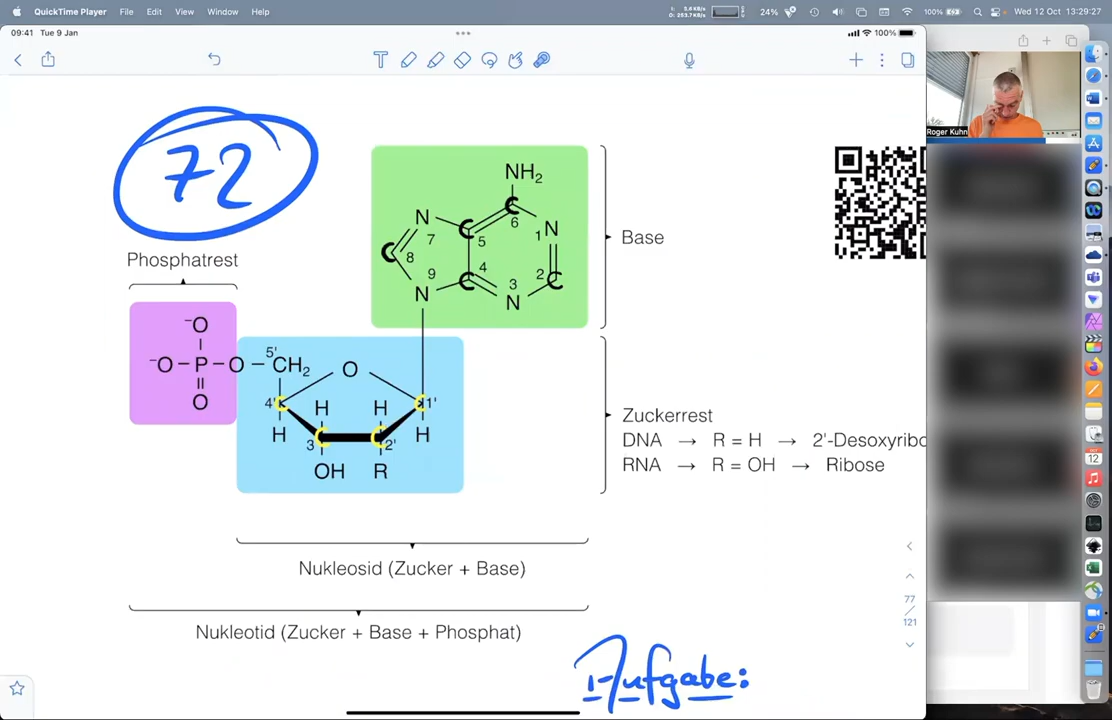 QuickTime Player File Edit View Window Help
24% 100% Wed 12 Oct 13:29:27
09:41 Tue 9 Jan
100%
Roger Kuhn
72
Phosphatrest
NH2
N
7
C
5
C
6
1
N
C
8
9
N
C
4
3
N
2
C
Base
⁻O
⁻O – P – O – CH2
5'
O
O
4'
H
H
H
1'
H
3
2'
OH
R
Zuckerrest
DNA → R = H → 2'-Desoxyribo
RNA → R = OH → Ribose
Nukleosid (Zucker + Base)
Nukleotid (Zucker + Base + Phosphat)
77
/
121
Aufgabe: